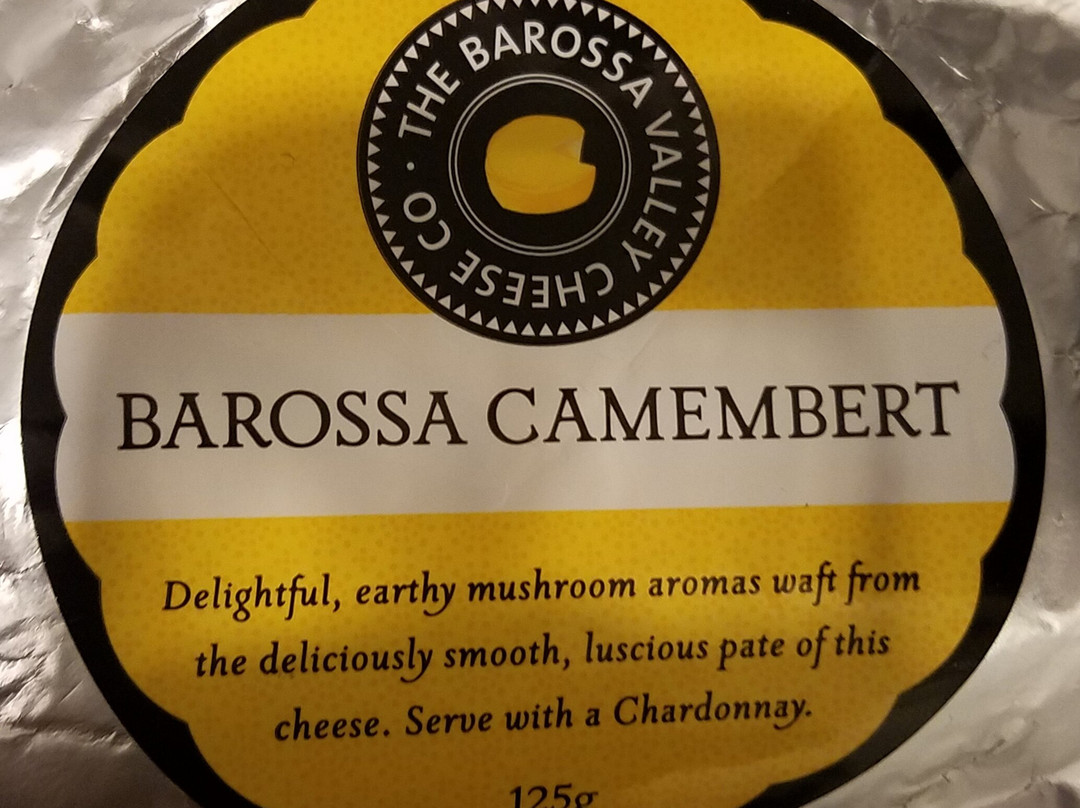 THE BAROSSA VALLEY CHEESE CO ·
BAROSSA CAMEMBERT
Delightful, earthy mushroom aromas waft from
the deliciously smooth, luscious pate of this
cheese. Serve with a Chardonnay.
125g